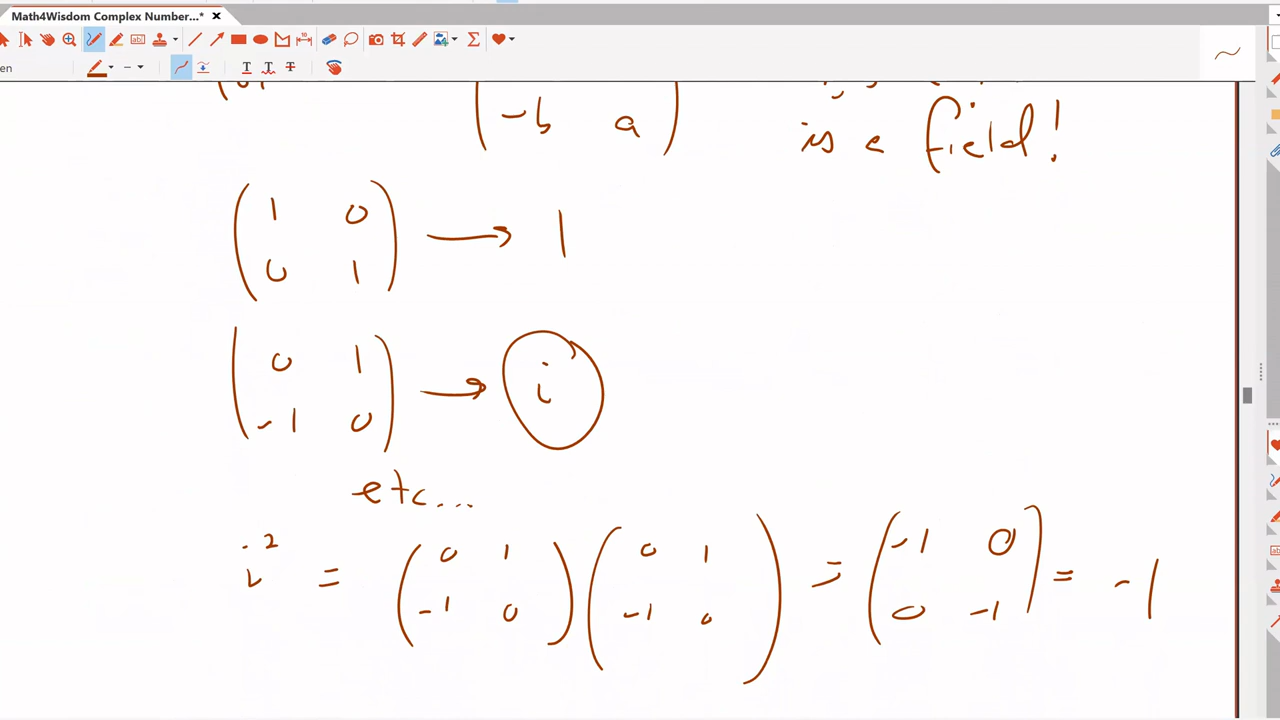 Math4Wisdom Complex Number...*
en
( -b a )
is a field!
( 1 0 ; 0 1 ) → 1
( 0 1 ; -1 0 ) → i
etc...
i² = ( 0 1 ; -1 0 ) ( 0 1 ; -1 0 ) = ( -1 0 ; 0 -1 ) = -1